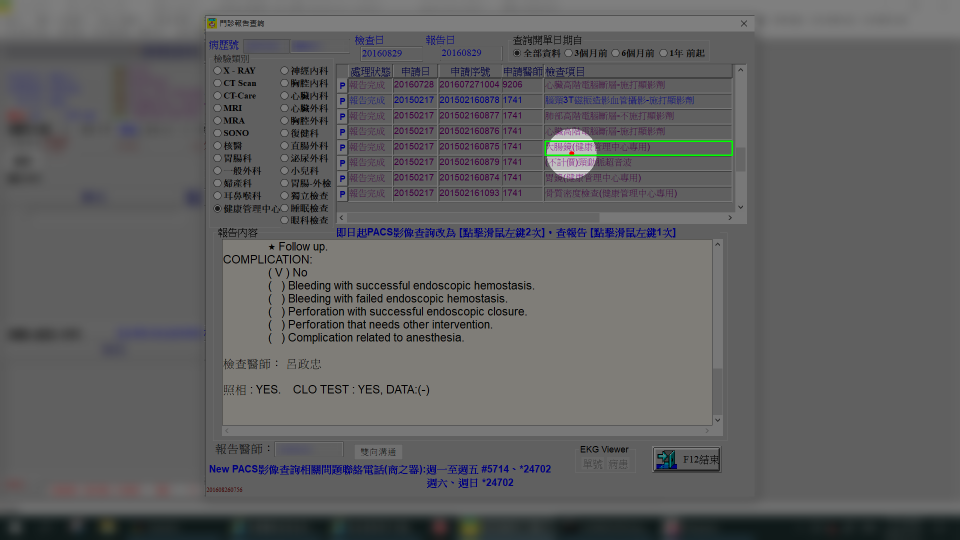 門診報告查詢
病歷號
檢查日 報告日 查詢開單日期自
20160829 20160829 全部資料 3個月前 6個月前 1年 前起
檢驗類別
X - RAY 神經內科
CT Scan 胸腔內科
CT-Care 心臟內科
MRI 心臟外科
MRA 胸腔外科
SONO 復健科
核醫 直腸外科
胃腸科 泌尿外科
一般外科 小兒科
婦產科 胃腸-外檢
耳鼻喉科 獨立檢查
健康管理中心 睡眠檢查
眼科檢查
處理狀態 申請日 申請序號 申請醫師 檢查項目
P 報告完成 20160728 201607271004 9206 心臟高階電腦斷層-施打顯影劑
P 報告完成 20150217 201502160878 1741 腦頸3T磁振造影血管攝影-施打顯影劑
P 報告完成 20150217 201502160877 1741 肺部高階電腦斷層-不施打顯影劑
P 報告完成 20150217 201502160876 1741 心臟高階電腦斷層-施打顯影劑
P 報告完成 20150217 201502160875 1741 大腸鏡(健康管理中心專用)
P 報告完成 20150217 201502160879 1741 (不計價)頸動脈超音波
P 報告完成 20150217 201502160874 1741 胃鏡(健康管理中心專用)
P 報告完成 20150217 201502161093 1741 骨質密度檢查(健康管理中心專用)
報告內容 即日起PACS影像查詢改為 [點擊滑鼠左鍵2次]，查報告 [點擊滑鼠左鍵1次]
★ Follow up.
COMPLICATION:
( V ) No
( ) Bleeding with successful endoscopic hemostasis.
( ) Bleeding with failed endoscopic hemostasis.
( ) Perforation with successful endoscopic closure.
( ) Perforation that needs other intervention.
( ) Complication related to anesthesia.
檢查醫師： 呂政忠
照相 : YES. CLO TEST : YES, DATA:(-)
報告醫師： 雙向溝通 EKG Viewer
單號 病患 F12結束
New PACS影像查詢相關問題聯絡電話(商之器):週一至週五 #5714、*24702
週六、週日 *24702